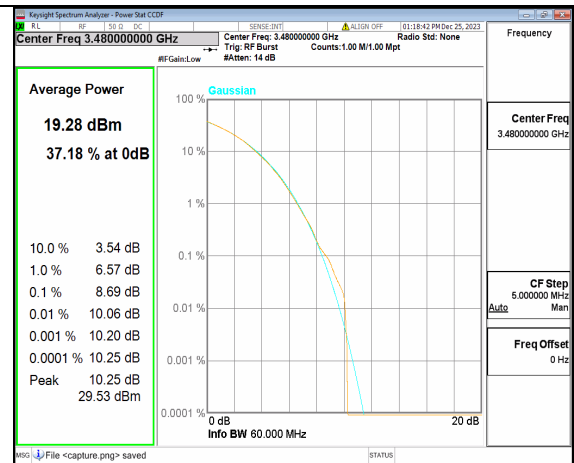 Keysight Spectrum Analyzer - Power Stat CCDF
RL RF 50 Ω DC SENSE:INT ALIGN OFF 01:18:42 PM Dec 25, 2023
Center Freq 3.480000000 GHz
Center Freq: 3.480000000 GHz Radio Std: None
Trig: RF Burst Counts:1.00 M/1.00 Mpt
#IFGain:Low #Atten: 14 dB
Frequency
Average Power
19.28 dBm
37.18 % at 0dB
10.0 % 3.54 dB
1.0 % 6.57 dB
0.1 % 8.69 dB
0.01 % 10.06 dB
0.001 % 10.20 dB
0.0001 % 10.25 dB
Peak 10.25 dB
29.53 dBm
Gaussian
100 %
10 %
1 %
0.1 %
0.01 %
0.001 %
0.0001 %
0 dB 20 dB
Info BW 60.000 MHz
Center Freq
3.480000000 GHz
CF Step
5.000000 MHz
Auto Man
Freq Offset
0 Hz
MSG File <capture.png> saved STATUS